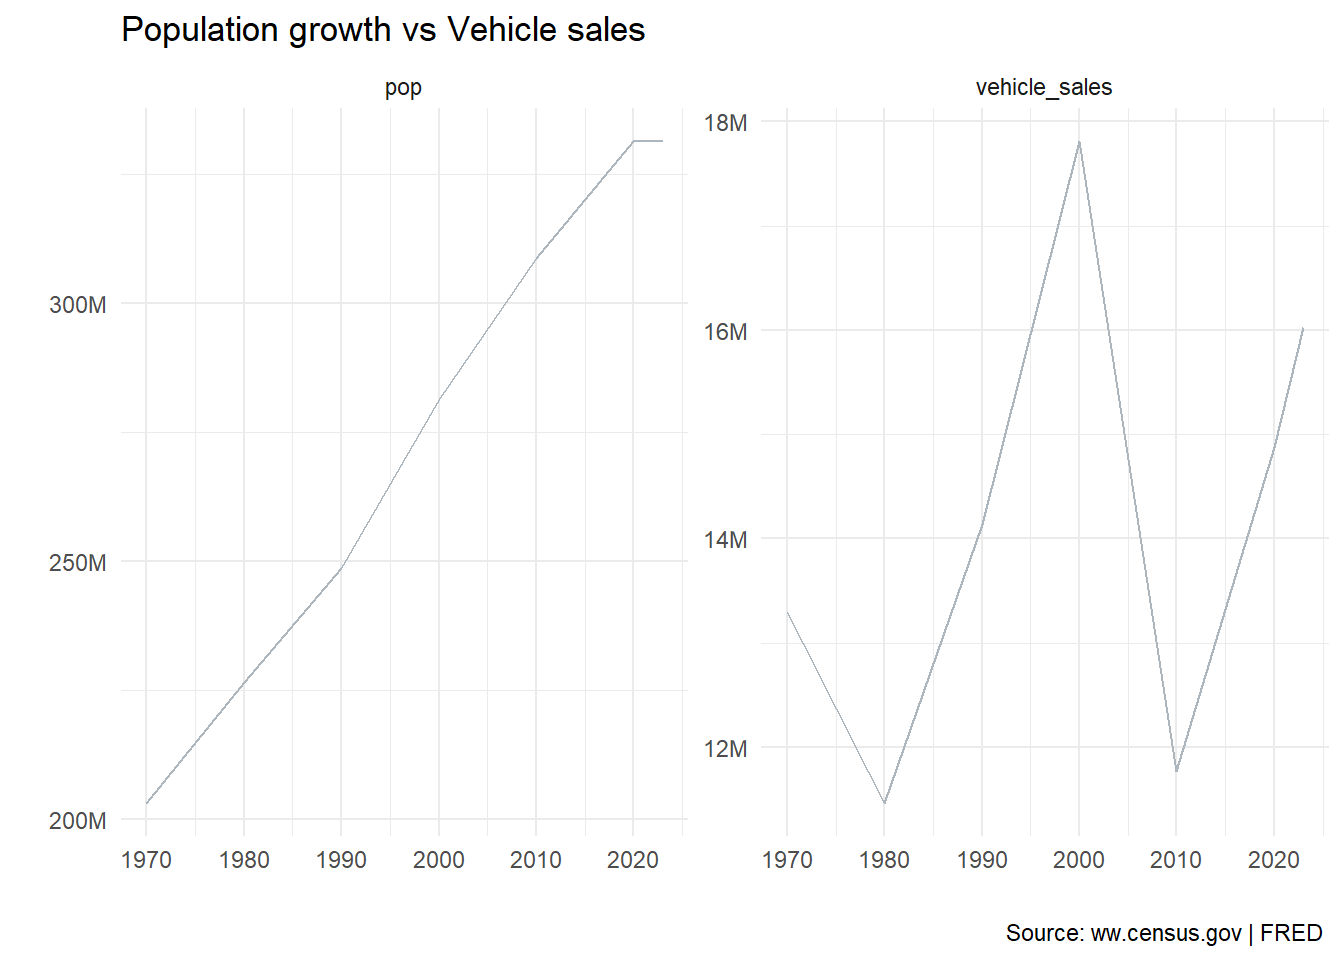 Population growth vs Vehicle sales
pop
300M
250M
200M
1970 1980 1990 2000 2010 2020
vehicle_sales
18M
16M
14M
12M
1970 1980 1990 2000 2010 2020
Source: ww.census.gov | FRED